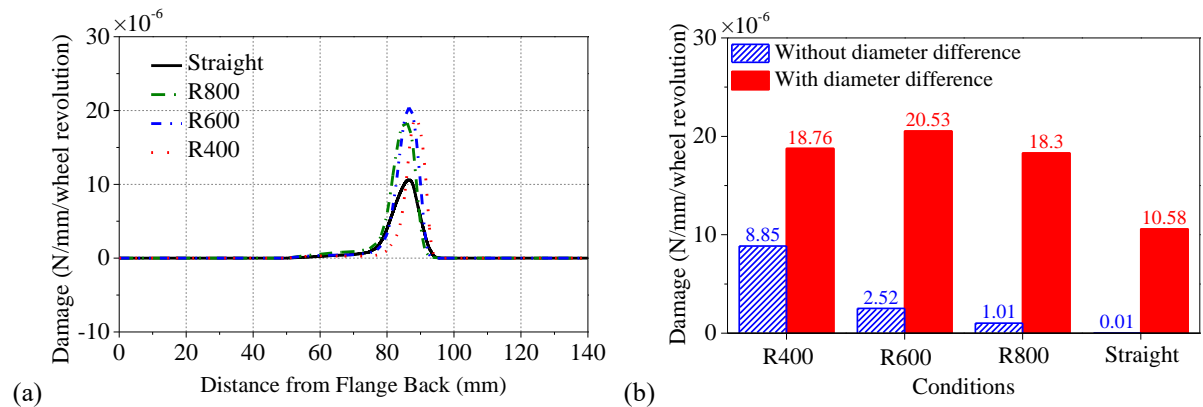 ×10⁻⁶
30
20
10
0
-10
Damage (N/mm/wheel revolution)
Straight
R800
R600
R400
0 20 40 60 80 100 120 140
Distance from Flange Back (mm)
(a)
×10⁻⁶
30
20
10
0
Damage (N/mm/wheel revolution)
Without diameter difference
With diameter difference
8.85 18.76 2.52 20.53 1.01 18.3 0.01 10.58
R400 R600 R800 Straight
Conditions
(b)